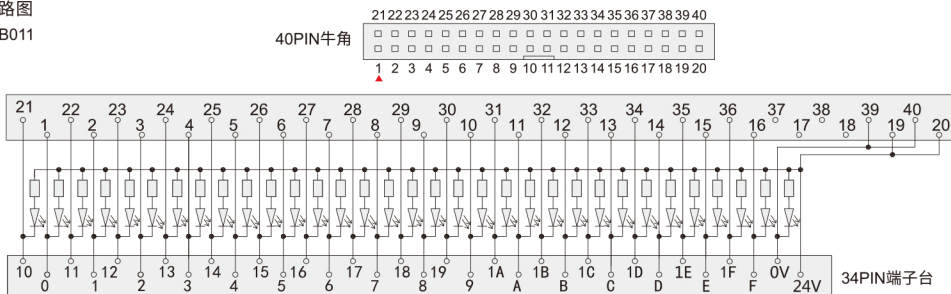 路图
B011
21 22 23 24 25 26 27 28 29 30 31 32 33 34 35 36 37 38 39 40
40PIN牛角
1 2 3 4 5 6 7 8 9 10 11 12 13 14 15 16 17 18 19 20
21 22 23 24 25 26 27 28 29 30 31 32 33 34 35 36 37 38 39 40
1 2 3 4 5 6 7 8 9 10 11 12 13 14 15 16 17 18 19 20
10 11 12 13 14 15 16 17 18 19 1A 1B 1C 1D 1E 1F 0V
0 1 2 3 4 5 6 7 8 9 A B C D E F 24V
34PIN端子台